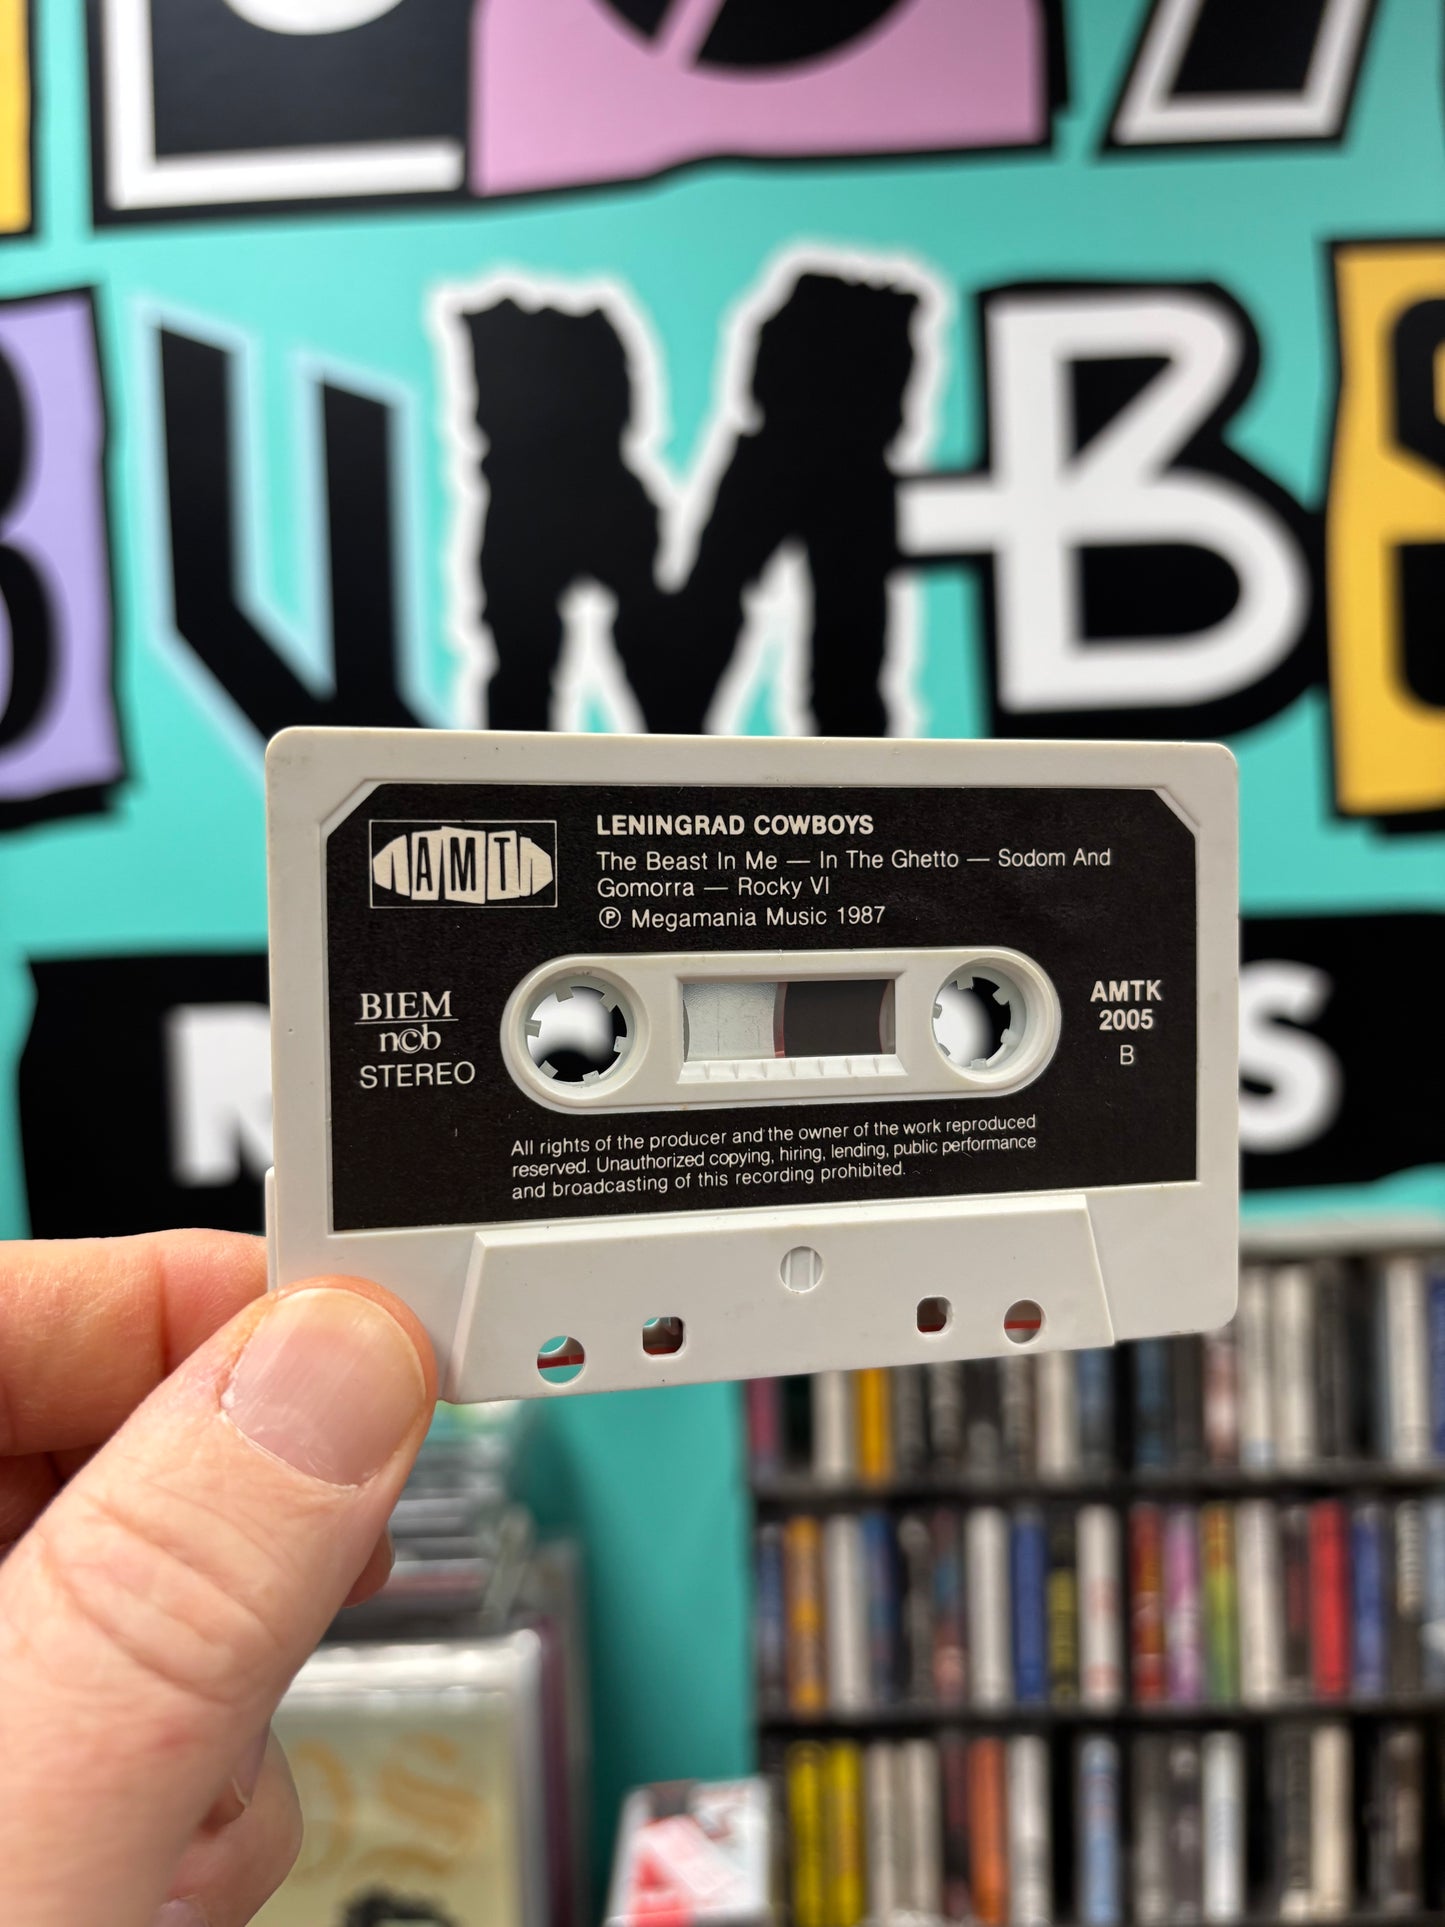 BUMBS
AMT
LENINGRAD COWBOYS
The Beast In Me — In The Ghetto — Sodom And
Gomorra — Rocky VI
Ⓟ Megamania Music 1987
BIEM
n©b
STEREO
AMTK
2005
B
All rights of the producer and the owner of the work reproduced
reserved. Unauthorized copying, hiring, lending, public performance
and broadcasting of this recording prohibited.